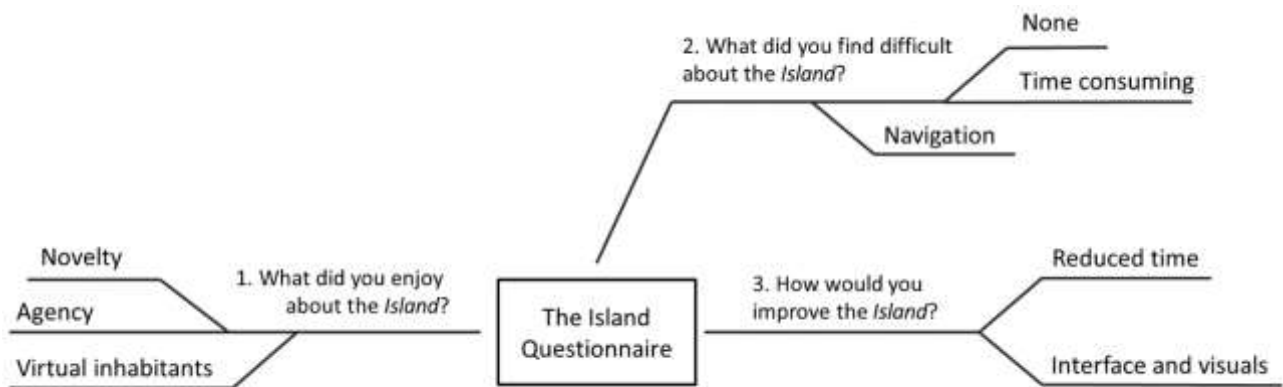 None
2. What did you find difficult
about the Island?
Time consuming
Navigation
Novelty
1. What did you enjoy
about the Island?
Agency
Virtual inhabitants
The Island
Questionnaire
3. How would you
improve the Island?
Reduced time
Interface and visuals